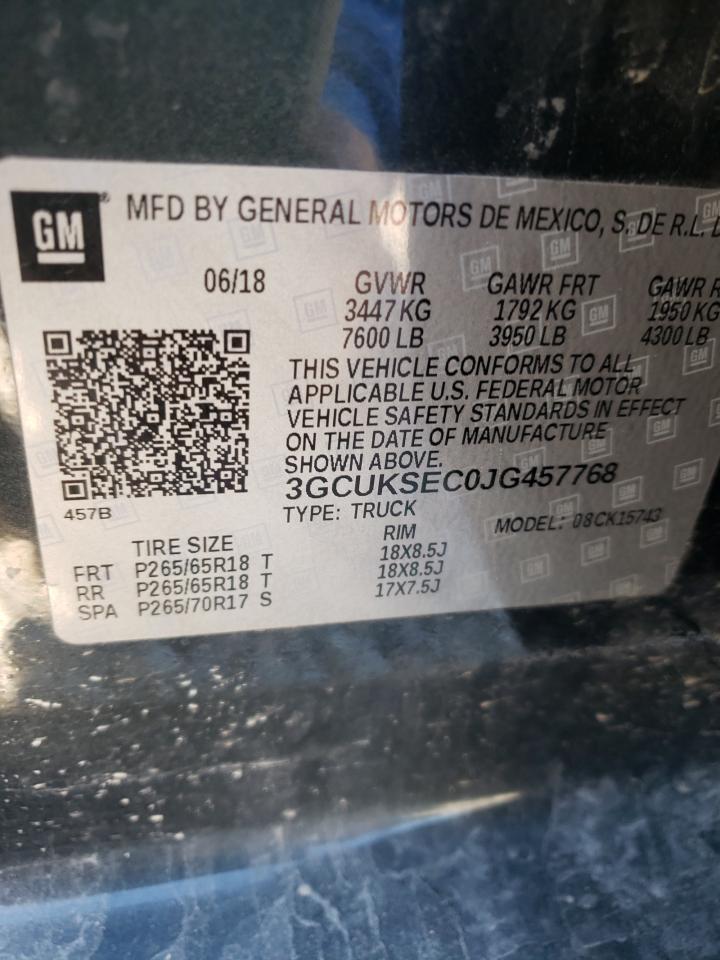 GM® MFD BY GENERAL MOTORS DE MEXICO, S. DE R.L.
06/18 GVWR GAWR FRT GAWR
3447 KG 1792 KG 1950 KG
7600 LB 3950 LB 4300 LB
THIS VEHICLE CONFORMS TO ALL
APPLICABLE U.S. FEDERAL MOTOR
VEHICLE SAFETY STANDARDS IN EFFECT
ON THE DATE OF MANUFACTURE
SHOWN ABOVE.
3GCUKSEC0JG457768
457B TYPE: TRUCK MODEL: 08CK15743
TIRE SIZE RIM
FRT P265/65R18 T 18X8.5J
RR P265/65R18 T 18X8.5J
SPA P265/70R17 S 17X7.5J